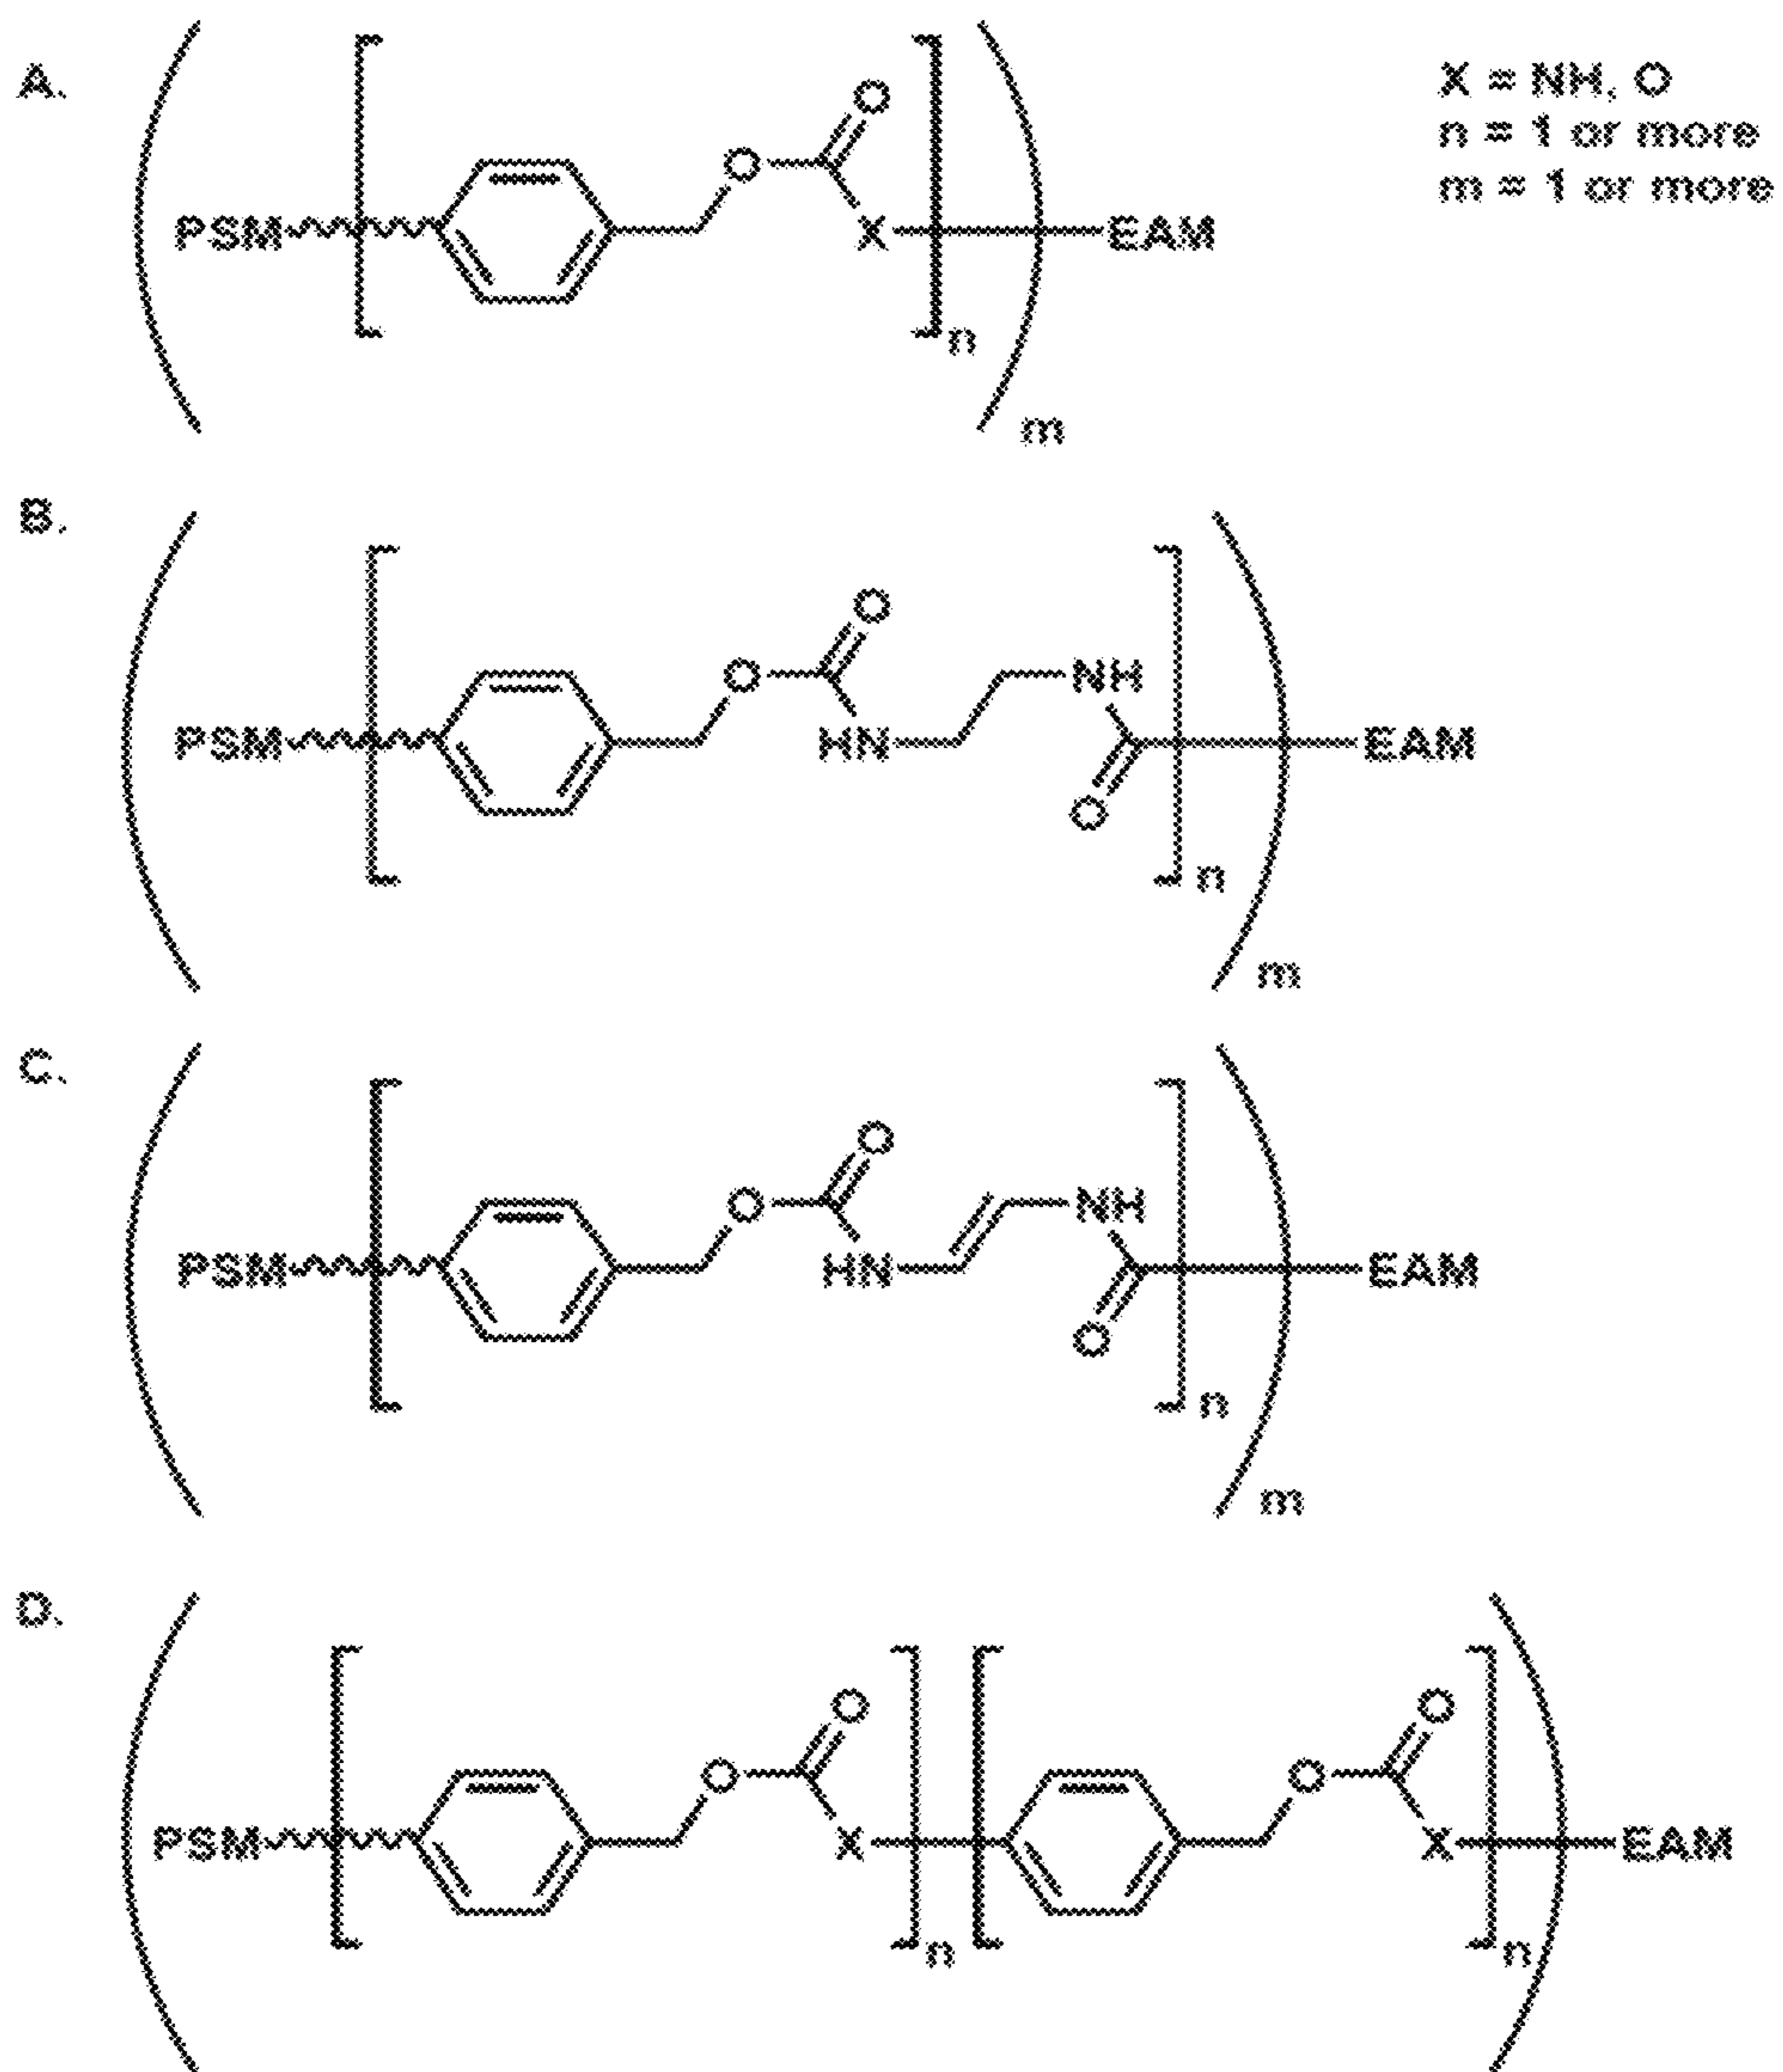 A.
X = NH, O
n = 1 or more
m = 1 or more
O
O
PSM
X
EAM
n
m
B.
O
O
NH
PSM
HN
EAM
O
n
m
C.
O
O
NH
PSM
HN
EAM
O
n
m
D.
O
O
O
O
PSM
X
X
EAM
n
n